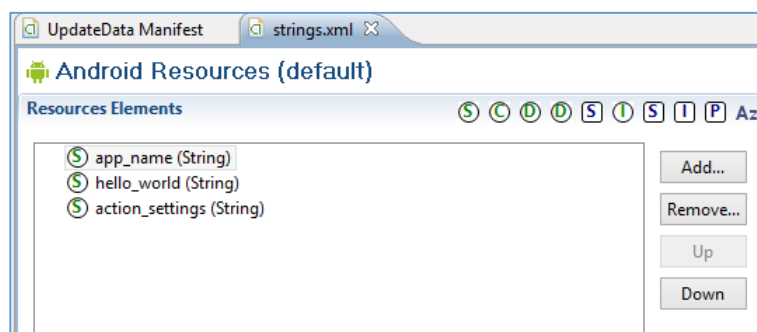 UpdateData Manifest
strings.xml
Android Resources (default)
Resources Elements
S C D D S I S I P Az
S app_name (String)
S hello_world (String)
S action_settings (String)
Add...
Remove...
Up
Down